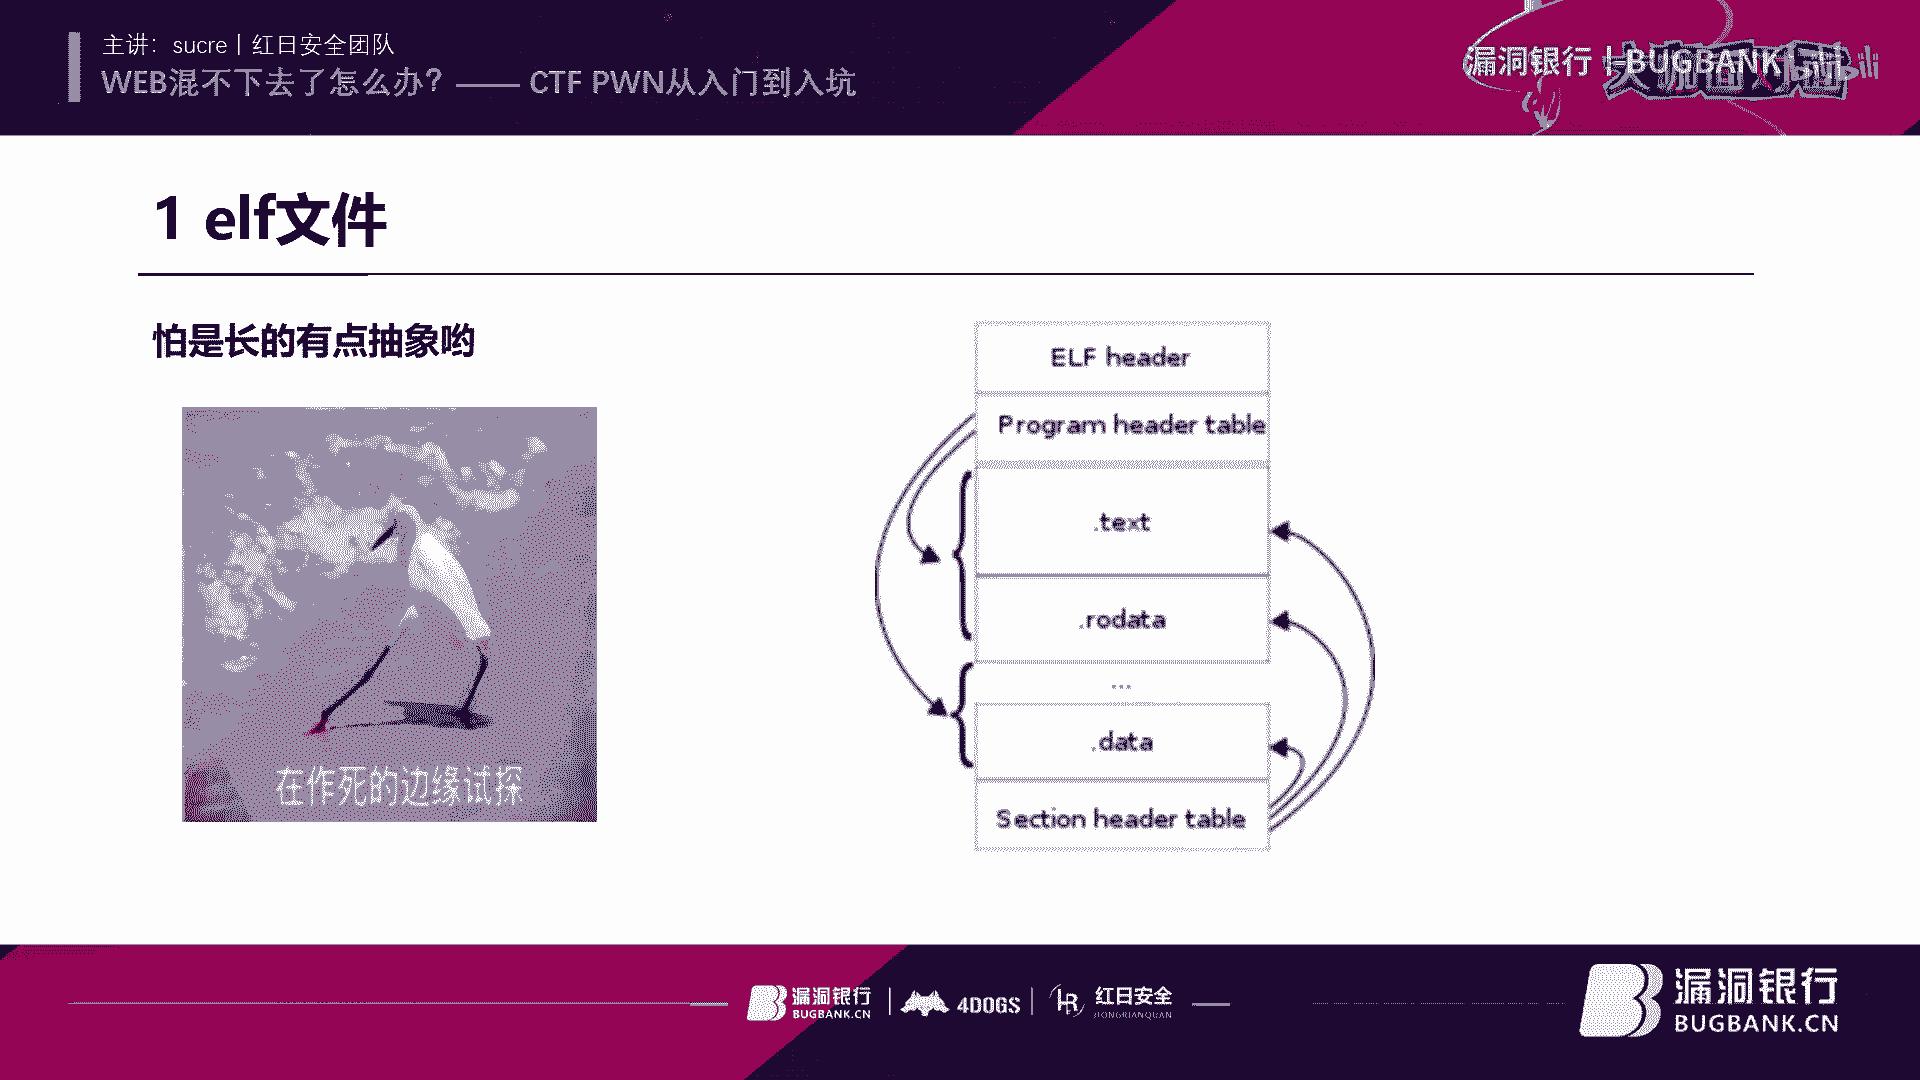 主讲：sucre | 红日安全团队
WEB混不下去了怎么办？—— CTF PWN从入门到入坑
漏洞银行 | BUGBANK
bilibili
1 elf文件
怕是长的有点抽象哟
在作死的边缘试探
ELF header
Program header table
.text
.rodata
...
.data
Section header table
漏洞银行
BUGBANK.CN
4DOGS
红日安全
漏洞银行
BUGBANK.CN